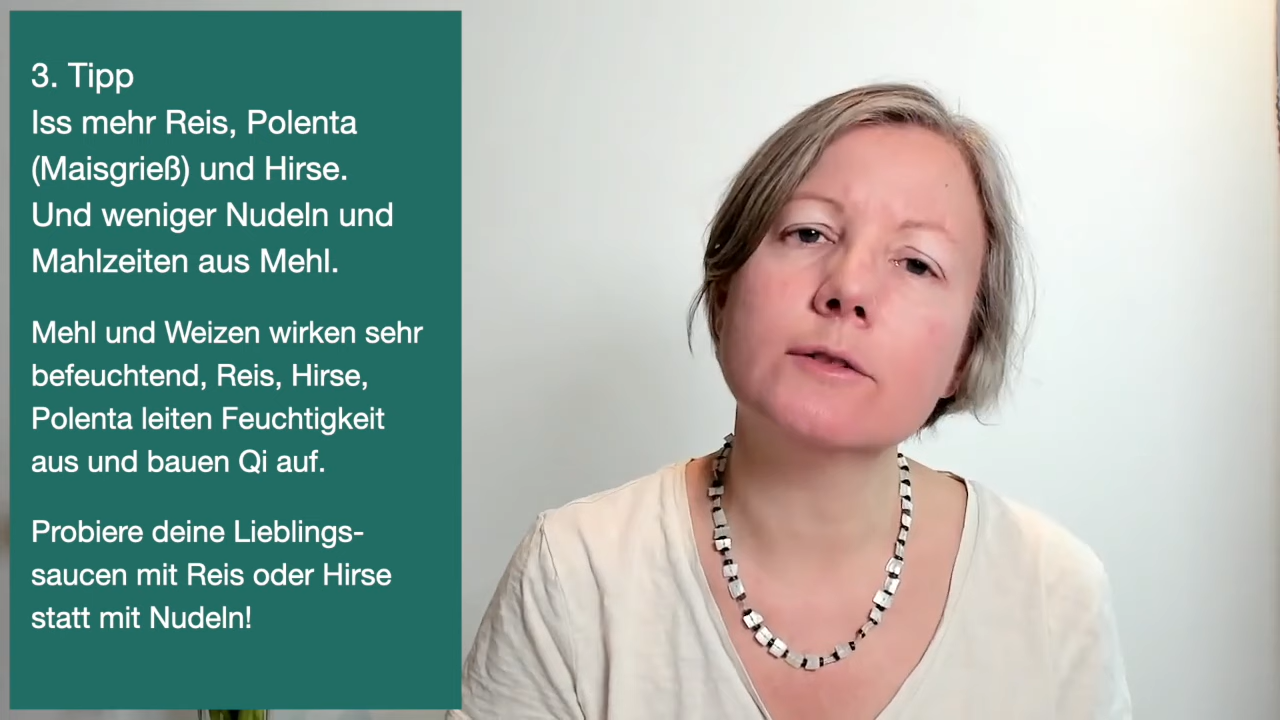 3. Tipp
Iss mehr Reis, Polenta
(Maisgrieß) und Hirse.
Und weniger Nudeln und
Mahlzeiten aus Mehl.
Mehl und Weizen wirken sehr
befeuchtend, Reis, Hirse,
Polenta leiten Feuchtigkeit
aus und bauen Qi auf.
Probiere deine Lieblings-
saucen mit Reis oder Hirse
statt mit Nudeln!